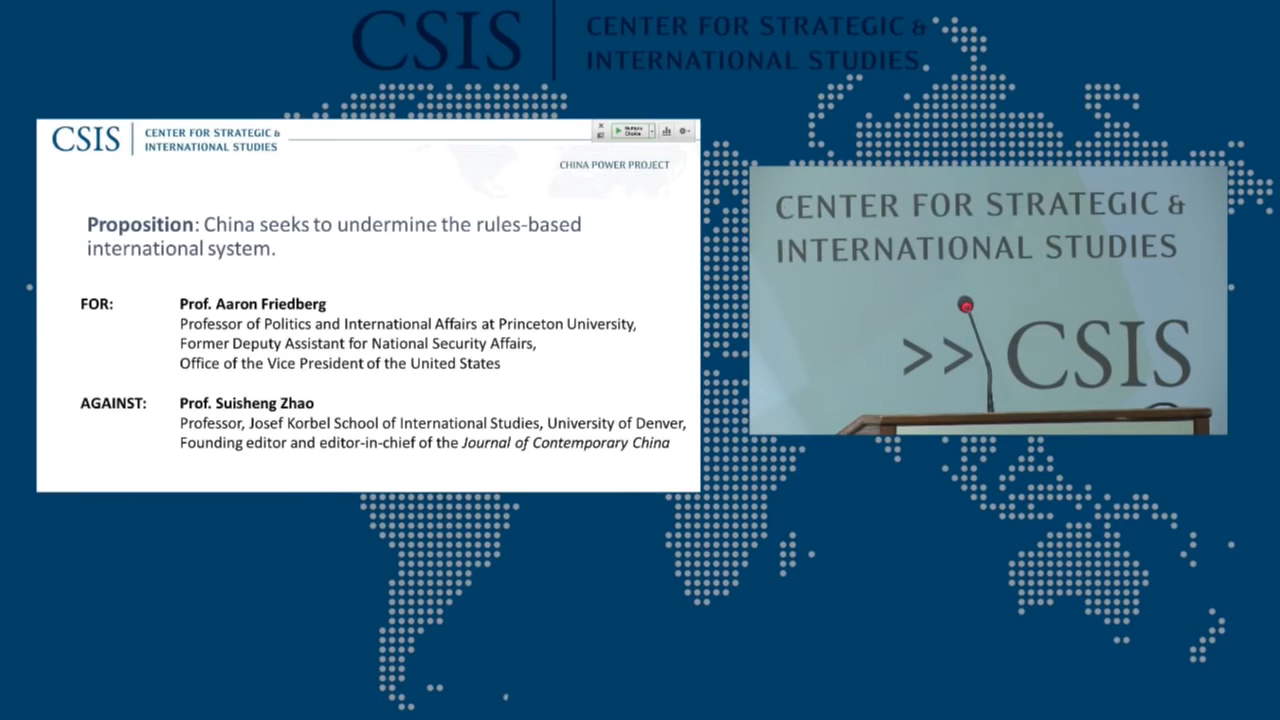 CSIS
CENTER FOR STRATEGIC &
INTERNATIONAL STUDIES
CSIS
CENTER FOR STRATEGIC &
INTERNATIONAL STUDIES
Multiple
Choice
CHINA POWER PROJECT
Proposition: China seeks to undermine the rules-based
international system.
FOR:
Prof. Aaron Friedberg
Professor of Politics and International Affairs at Princeton University,
Former Deputy Assistant for National Security Affairs,
Office of the Vice President of the United States
AGAINST:
Prof. Suisheng Zhao
Professor, Josef Korbel School of International Studies, University of Denver,
Founding editor and editor-in-chief of the Journal of Contemporary China
CENTER FOR STRATEGIC &
INTERNATIONAL STUDIES
>> CSIS